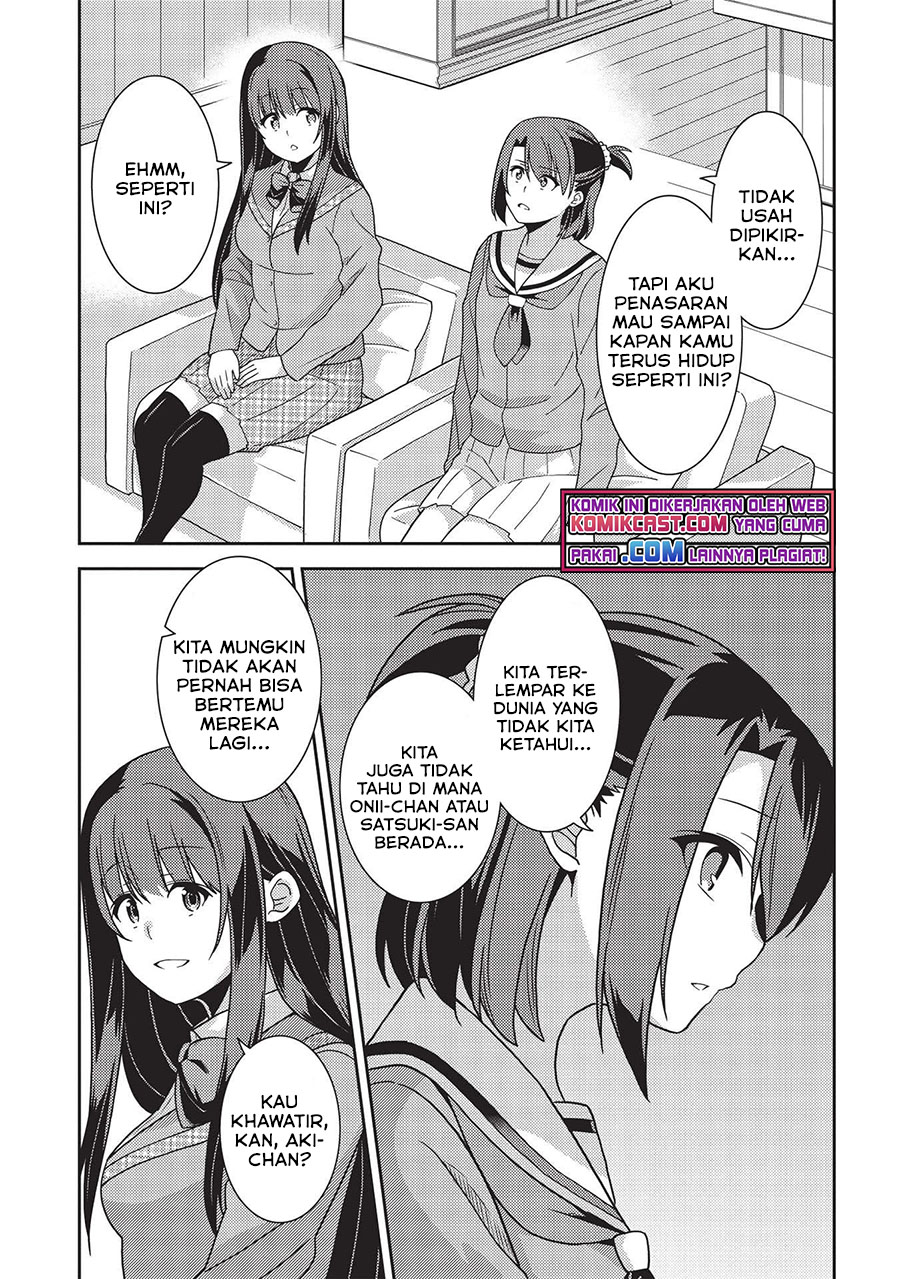 TIDAK
USAH
DIPIKIR-
KAN...
TAPI AKU
PENASARAN
MAU SAMPAI
KAPAN KAMU
TERUS HIDUP
SEPERTI INI?
EHMM,
SEPERTI
INI?
KOMIK INI DIKERJAKAN OLEH WEB
KOMIKCAST.COM YANG CUMA
PAKAI .COM LAINNYA PLAGIAT!
KITA TER-
LEMPAR KE
DUNIA YANG
TIDAK KITA
KETAHUI...
KITA
JUGA TIDAK
TAHU DI MANA
ONII-CHAN ATAU
SATSUKI-SAN
BERADA...
KITA MUNGKIN
TIDAK AKAN
PERNAH BISA
BERTEMU
MEREKA
LAGI...
KAU
KHAWATIR,
KAN, AKI-
CHAN?